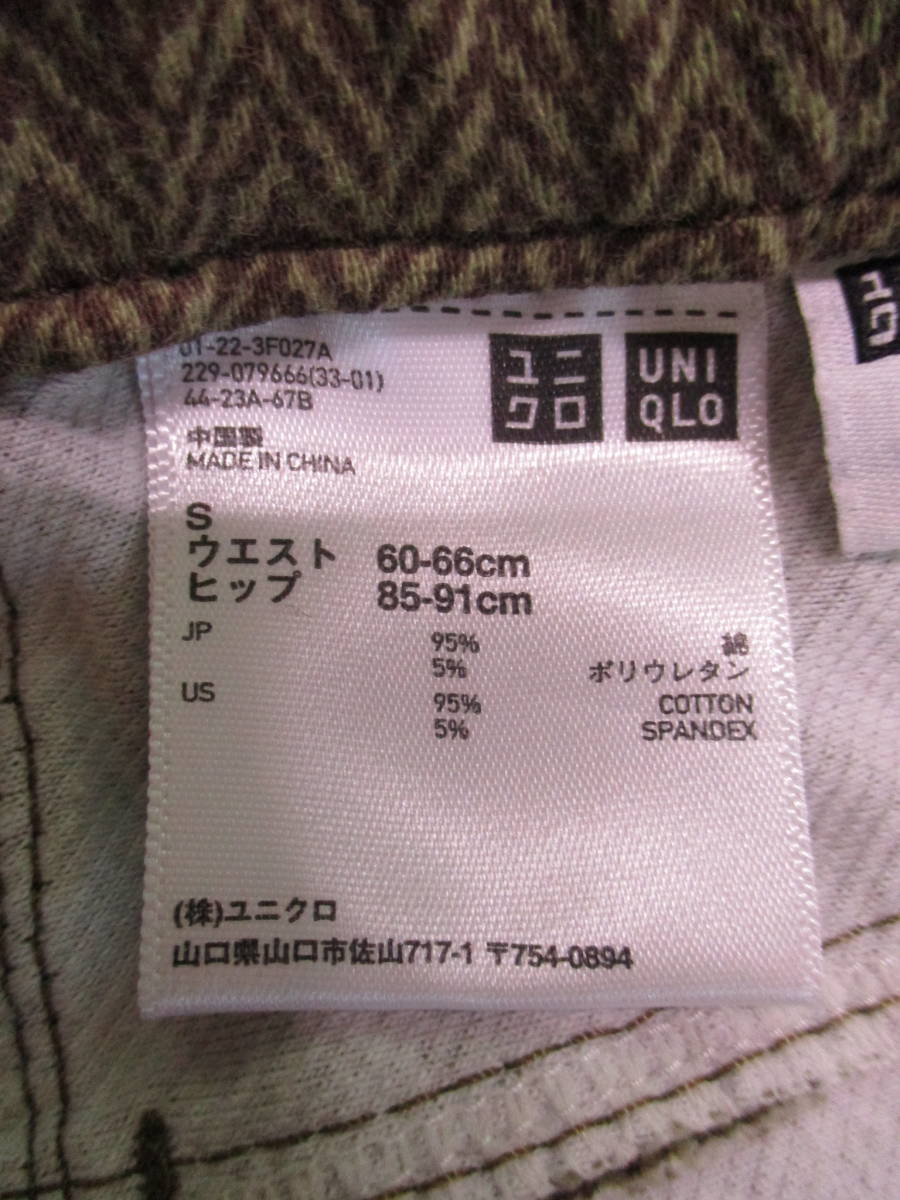 01-22-3F027A
229-079666(33-01)
44-23A-67B
ユニクロ
UNIQLO
中国製
MADE IN CHINA
S
ウエスト 60-66cm
ヒップ 85-91cm
JP 95% 綿
5% ポリウレタン
US 95% COTTON
5% SPANDEX
(株)ユニクロ
山口県山口市佐山717-1 〒754-0894